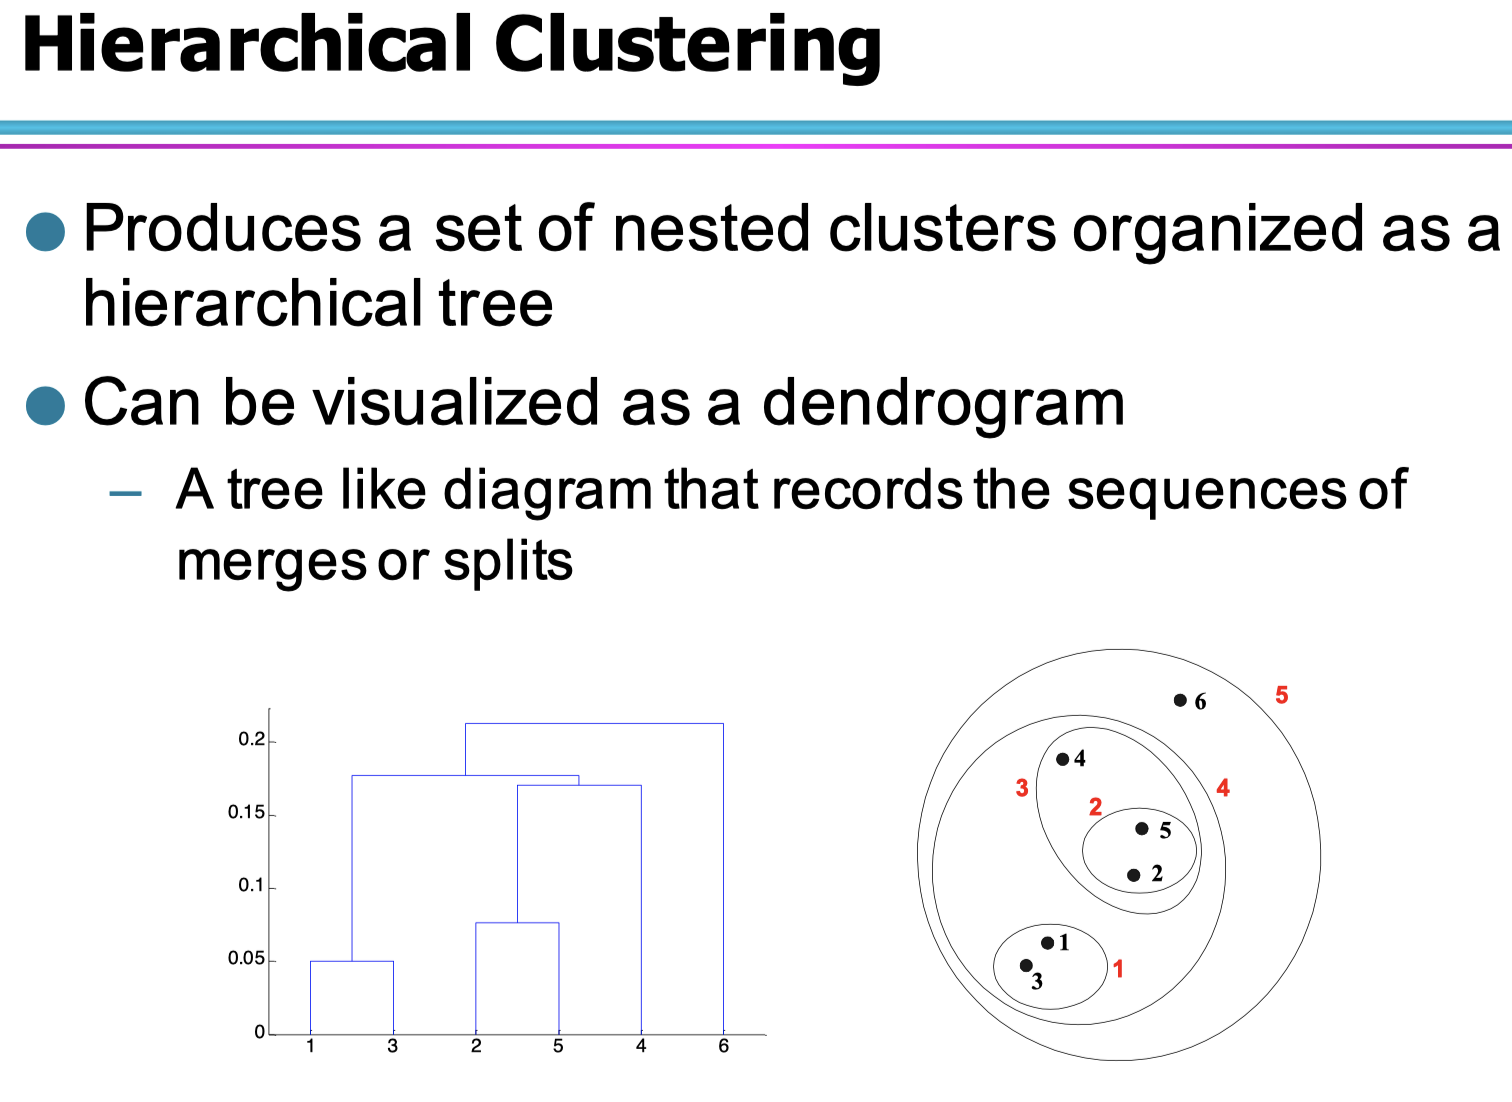 Hierarchical Clustering
Produces a set of nested clusters organized as a
hierarchical tree
Can be visualized as a dendrogram
– A tree like diagram that records the sequences of
merges or splits
0.2
0.15
0.1
0.05
0
1 3 2 5 4 6
6 5
4
3 4
2
5
2
1
1
3